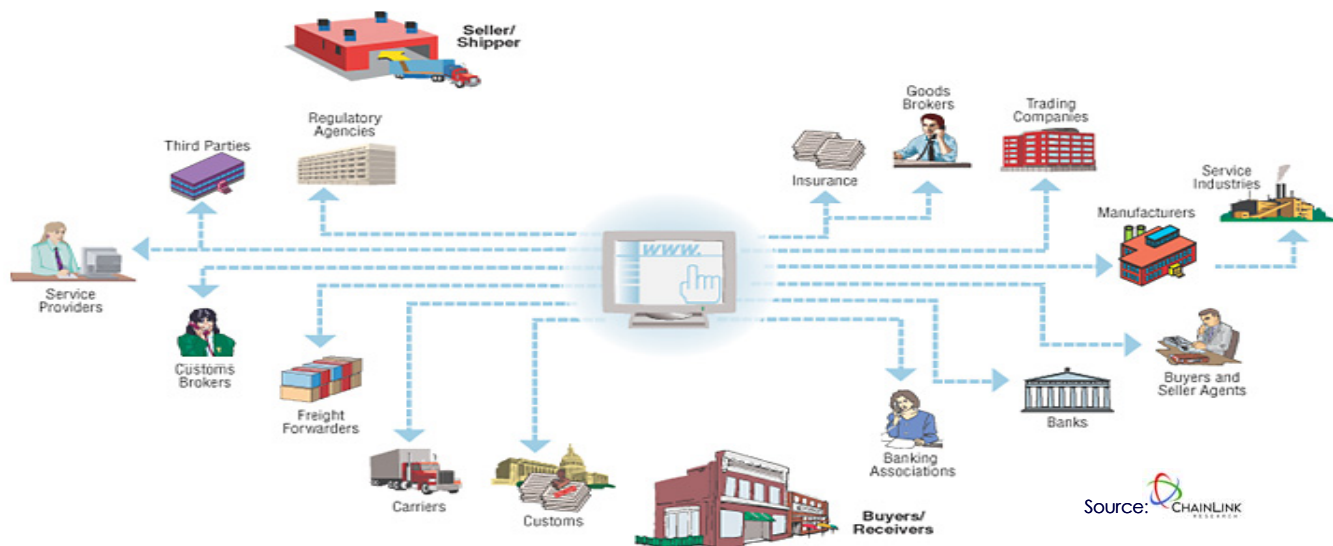 Seller/
Shipper
Regulatory
Agencies
Third Parties
Goods
Brokers
Trading
Companies
Insurance
Service
Industries
Manufacturers
www.
Service
Providers
Customs
Brokers
Freight
Forwarders
Carriers
Customs
Buyers/
Receivers
Banking
Associations
Banks
Buyers and
Seller Agents
Source: CHAINLINK
RESEARCH